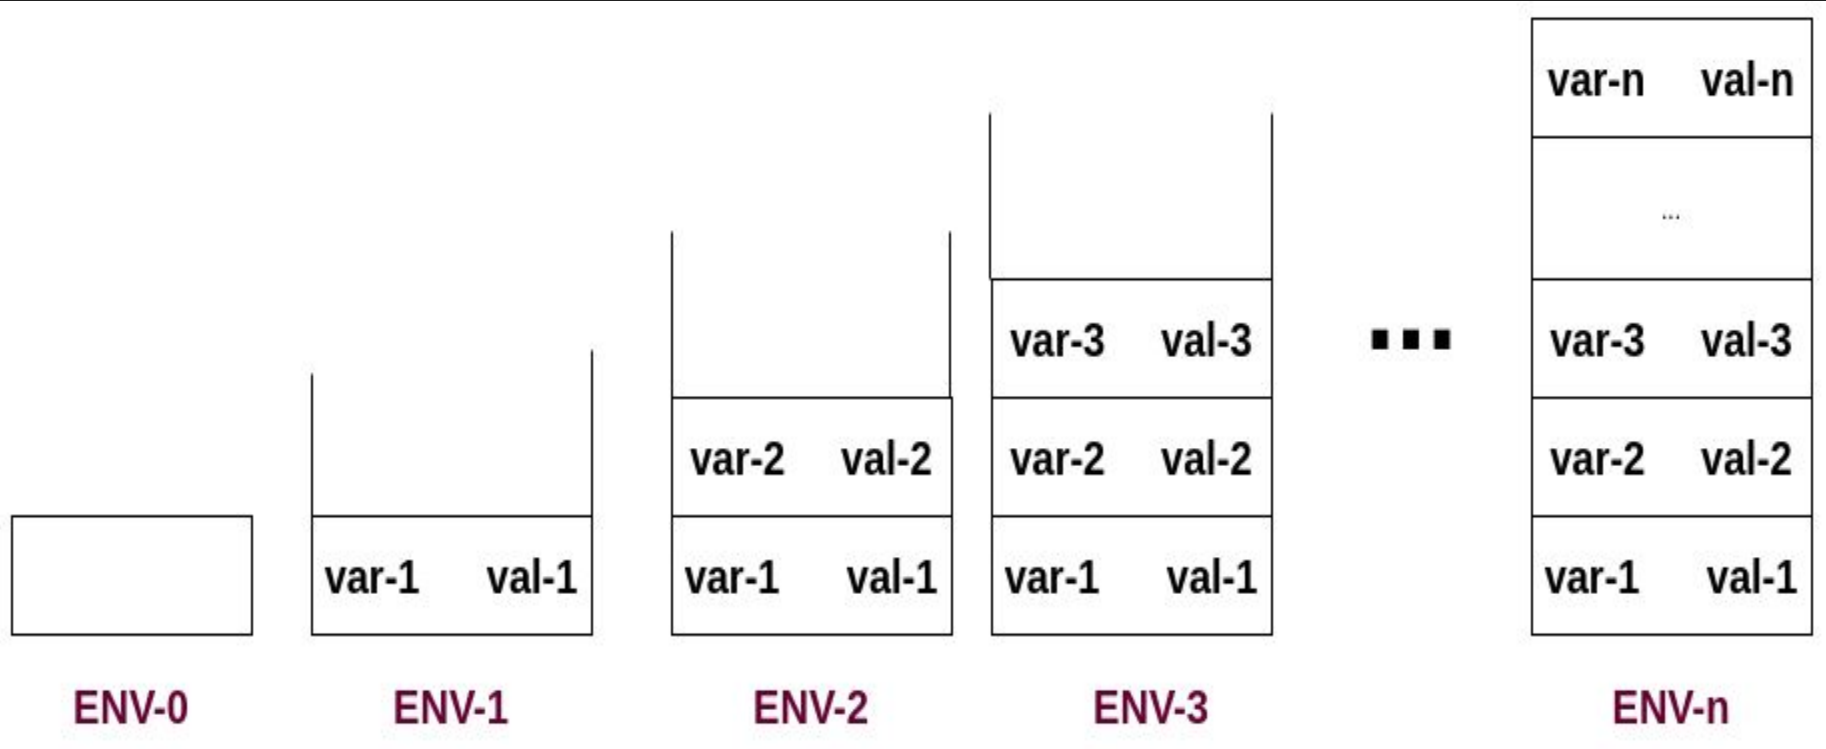 var-n val-n
...
var-3 val-3 var-3 val-3
var-2 val-2 var-2 val-2 var-2 val-2
var-1 val-1 var-1 val-1 var-1 val-1 var-1 val-1
ENV-0 ENV-1 ENV-2 ENV-3 ENV-n